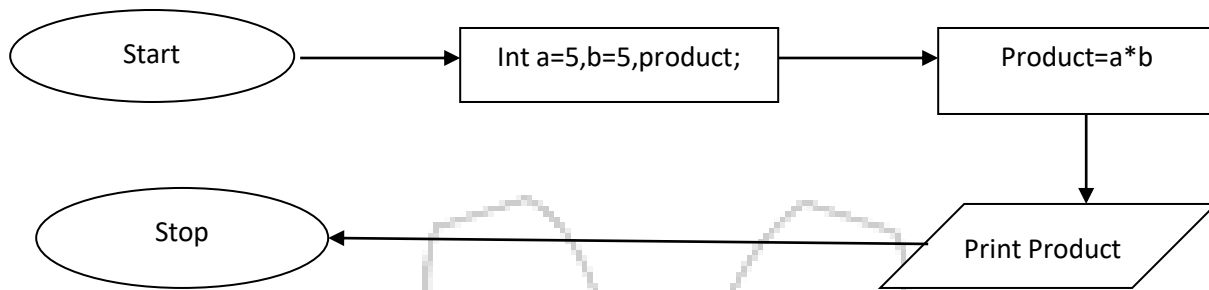 Start
Int a=5,b=5,product;
Product=a*b
Print Product
Stop